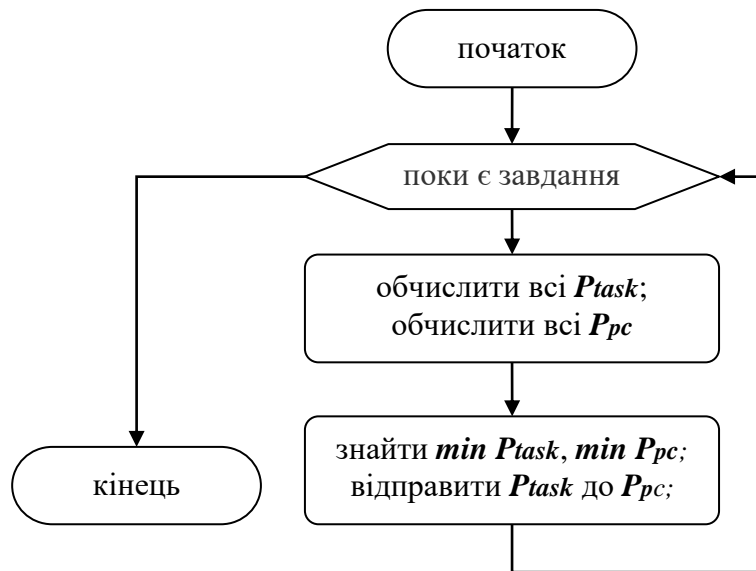 початок
поки є завдання
обчислити всі Ptask;
обчислити всі Ppc
знайти min Ptask, min Ppc;
відправити Ptask до Ppc;
кінець